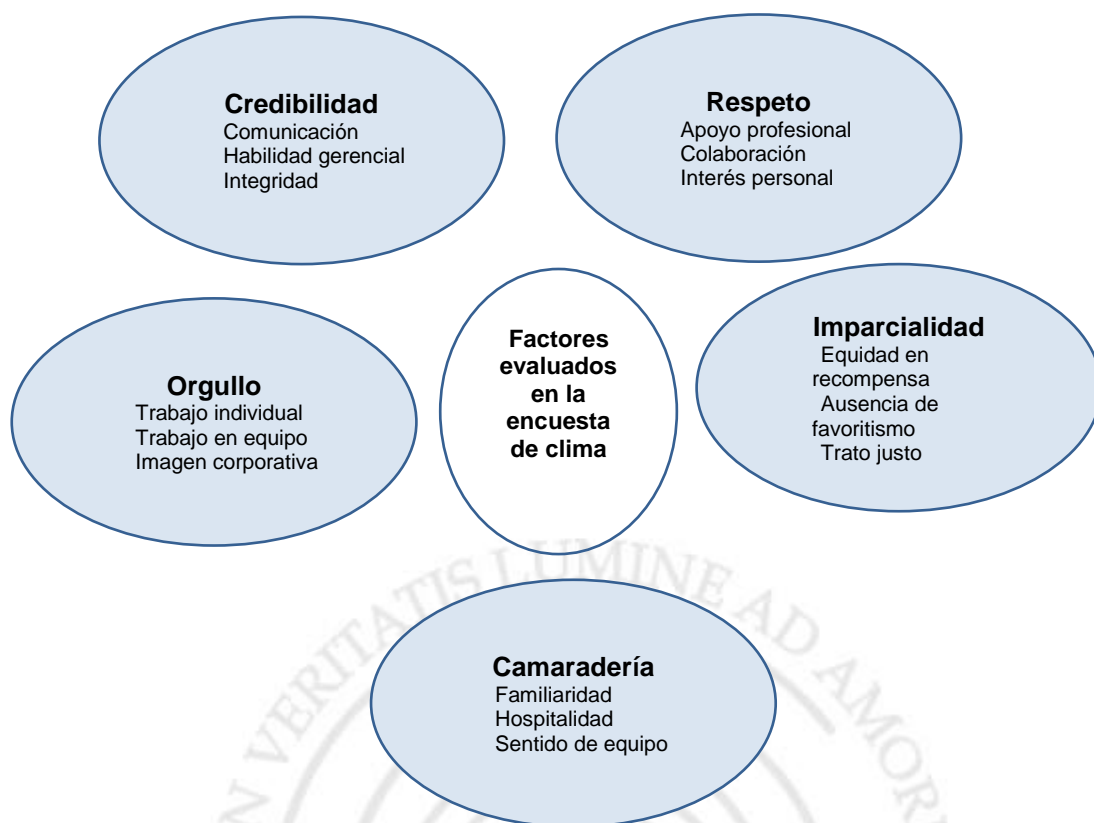 Credibilidad
Comunicación
Habilidad gerencial
Integridad
Respeto
Apoyo profesional
Colaboración
Interés personal
Factores
evaluados
en la
encuesta
de clima
Imparcialidad
Equidad en
recompensa
Ausencia de
favoritismo
Trato justo
Orgullo
Trabajo individual
Trabajo en equipo
Imagen corporativa
Camaradería
Familiaridad
Hospitalidad
Sentido de equipo
N VERITATIS LUMINE AD AMOR